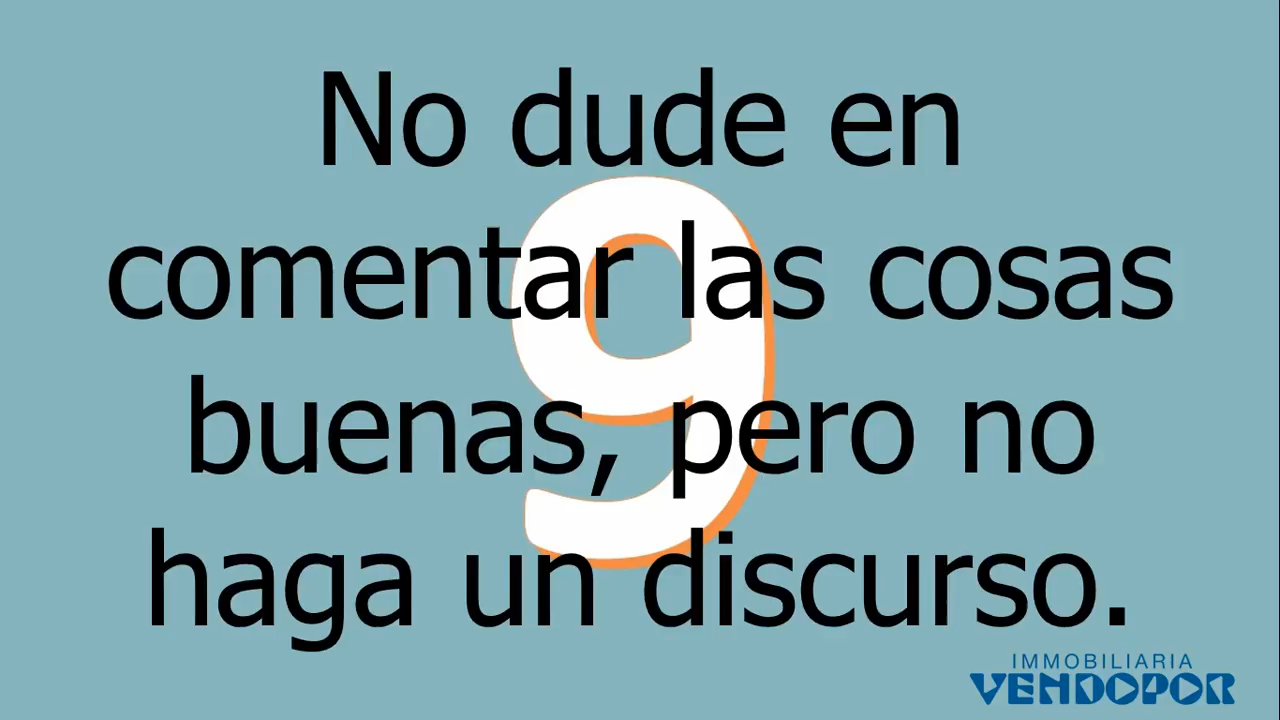 No dude en
comentar las cosas
buenas, pero no
haga un discurso.
9
IMMOBILIARIA
VENDOPOR